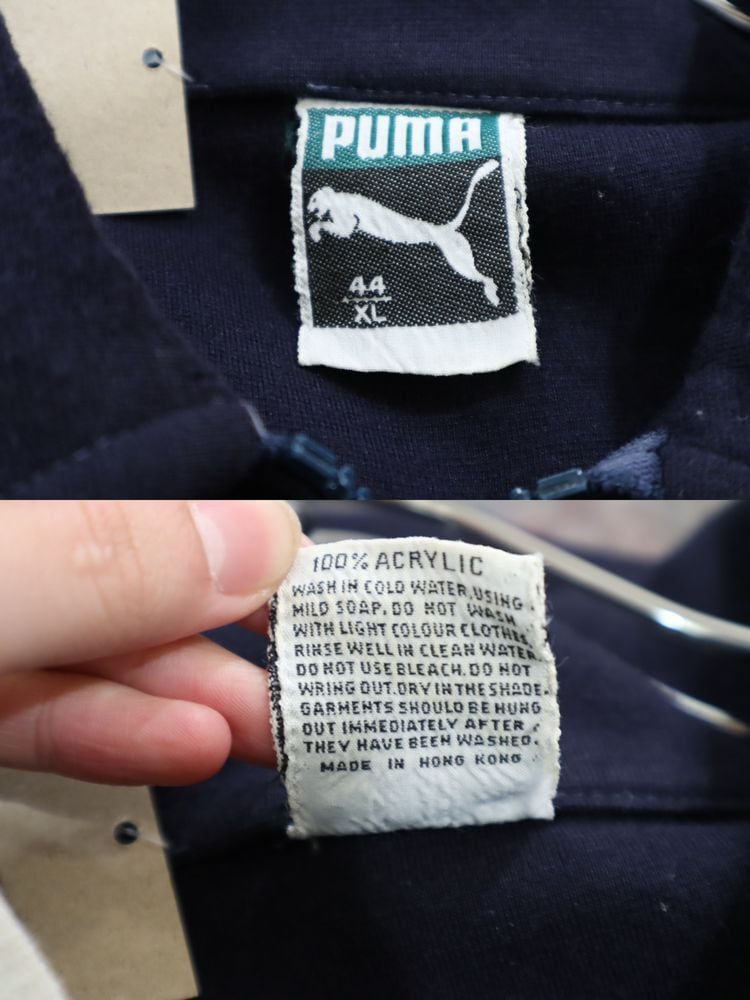 PUMA
44
XL
100% ACRYLIC
WASH IN COLD WATER, USING
MILD SOAP. DO NOT WASH
WITH LIGHT COLOUR CLOTHES.
RINSE WELL IN CLEAN WATER.
DO NOT USE BLEACH. DO NOT
WRING OUT. DRY IN THE SHADE.
GARMENTS SHOULD BE HUNG
OUT IMMEDIATELY AFTER
THEY HAVE BEEN WASHED.
MADE IN HONG KONG